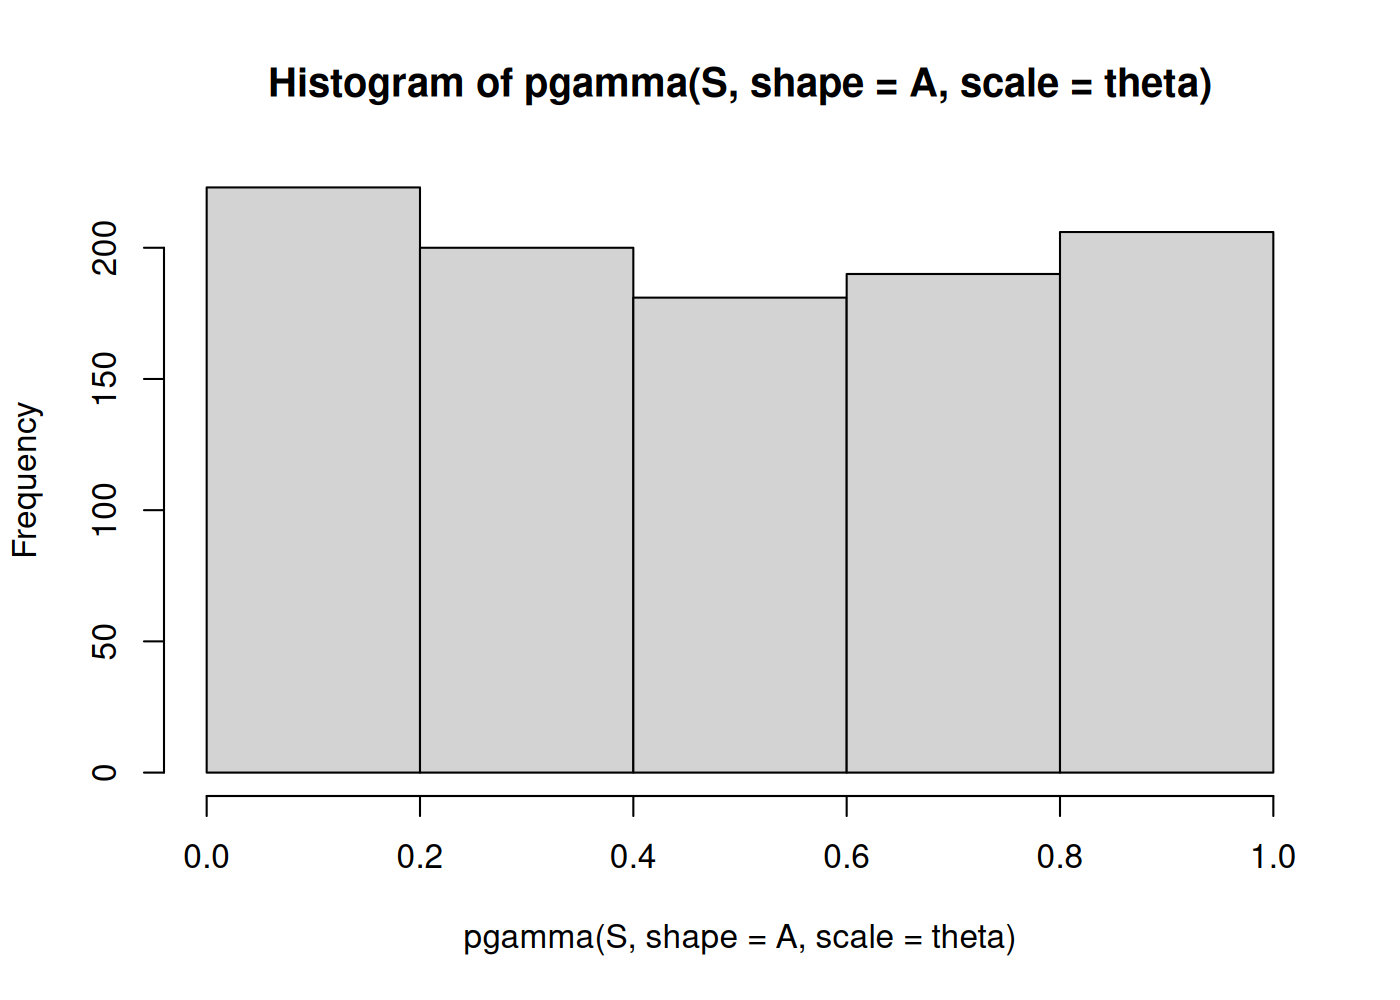 Histogram of pgamma(S, shape = A, scale = theta)
Frequency
200
150
100
50
0
0.0 0.2 0.4 0.6 0.8 1.0
pgamma(S, shape = A, scale = theta)